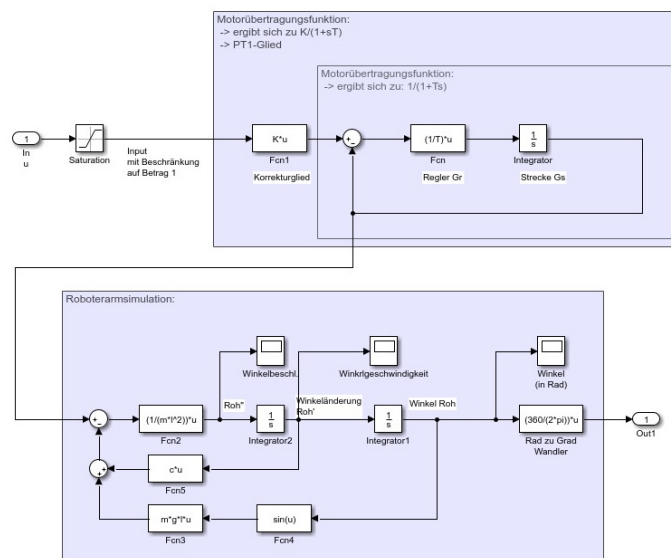 Motorübertragungsfunktion:
-> ergibt sich zu K/(1+sT)
-> PT1-Glied
Motorübertragungsfunktion:
-> ergibt sich zu: 1/(1+Ts)
1
In
u
Saturation
Input
mit Beschränkung
auf Betrag 1
K*u
Fcn1
Korrekturglied
(1/T)*u
Fcn
Regler Gr
1
s
Integrator
Strecke Gs
Roboterarmsimulation:
Winkelbeschl.
Winkrlgeschwindigkeit
Winkel
(in Rad)
(1/(m*l^2))*u
Fcn2
Roh''
1
s
Integrator2
Winkeländerung
Roh'
1
s
Integrator1
Winkel Roh
(360/(2*pi))*u
Rad zu Grad
Wandler
1
Out1
c*u
Fcn5
m*g*l*u
Fcn3
sin(u)
Fcn4